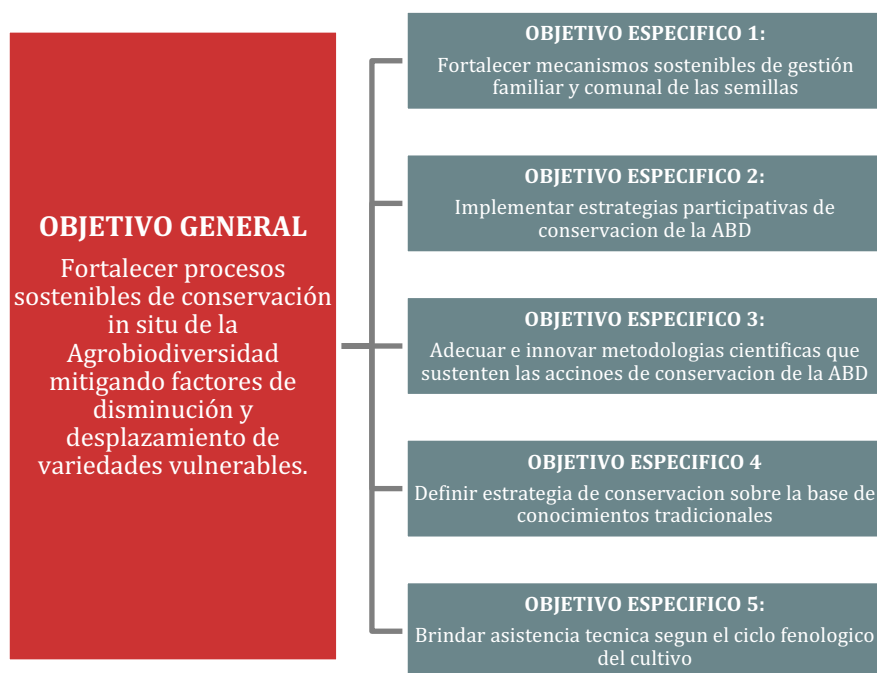 OBJETIVO GENERAL
Fortalecer procesos
sostenibles de conservación
in situ de la
Agrobiodiversidad
mitigando factores de
disminución y
desplazamiento de
variedades vulnerables.
OBJETIVO ESPECIFICO 1:
Fortalecer mecanismos sostenibles de gestión
familiar y comunal de las semillas
OBJETIVO ESPECIFICO 2:
Implementar estrategias participativas de
conservacion de la ABD
OBJETIVO ESPECIFICO 3:
Adecuar e innovar metodologias cientificas que
sustenten las accinoes de conservacion de la ABD
OBJETIVO ESPECIFICO 4
Definir estrategia de conservacion sobre la base de
conocimientos tradicionales
OBJETIVO ESPECIFICO 5:
Brindar asistencia tecnica segun el ciclo fenologico
del cultivo